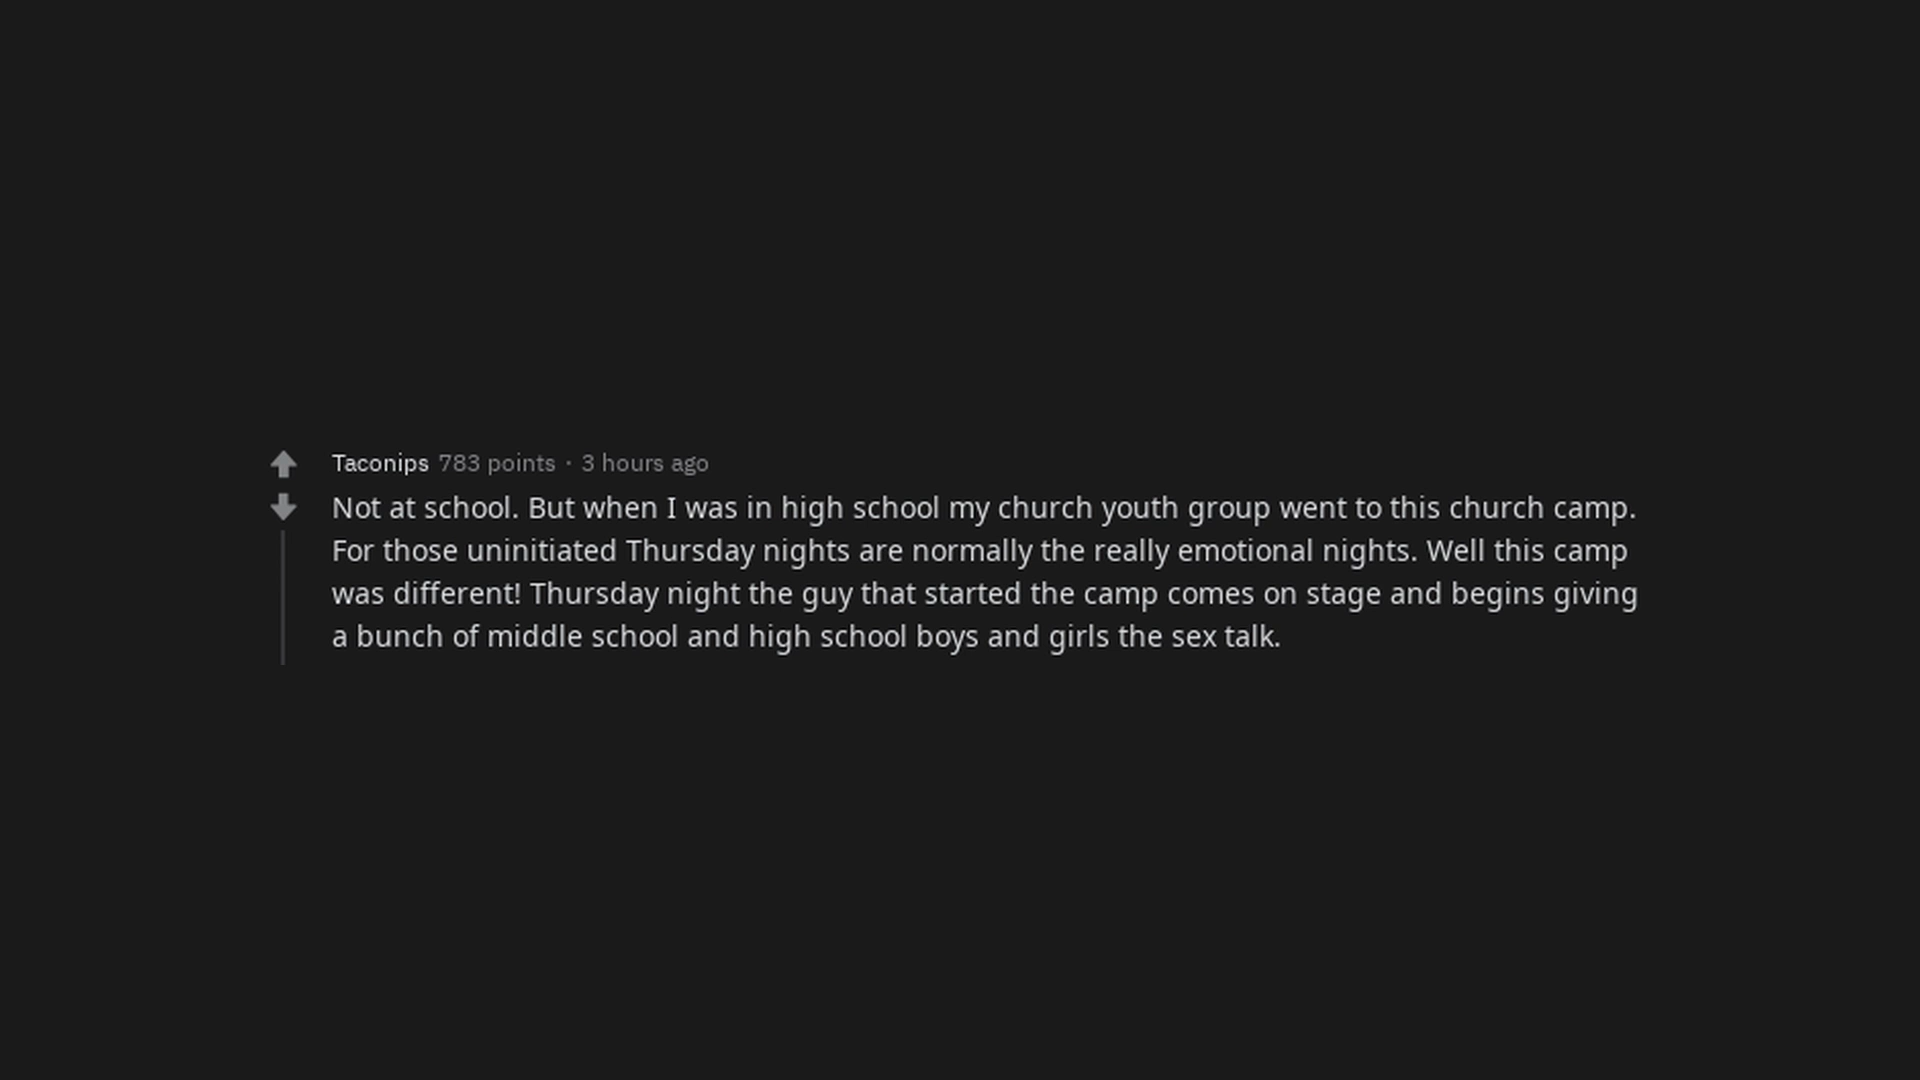 Taconips 783 points · 3 hours ago
Not at school. But when I was in high school my church youth group went to this church camp.
For those uninitiated Thursday nights are normally the really emotional nights. Well this camp
was different! Thursday night the guy that started the camp comes on stage and begins giving
a bunch of middle school and high school boys and girls the sex talk.